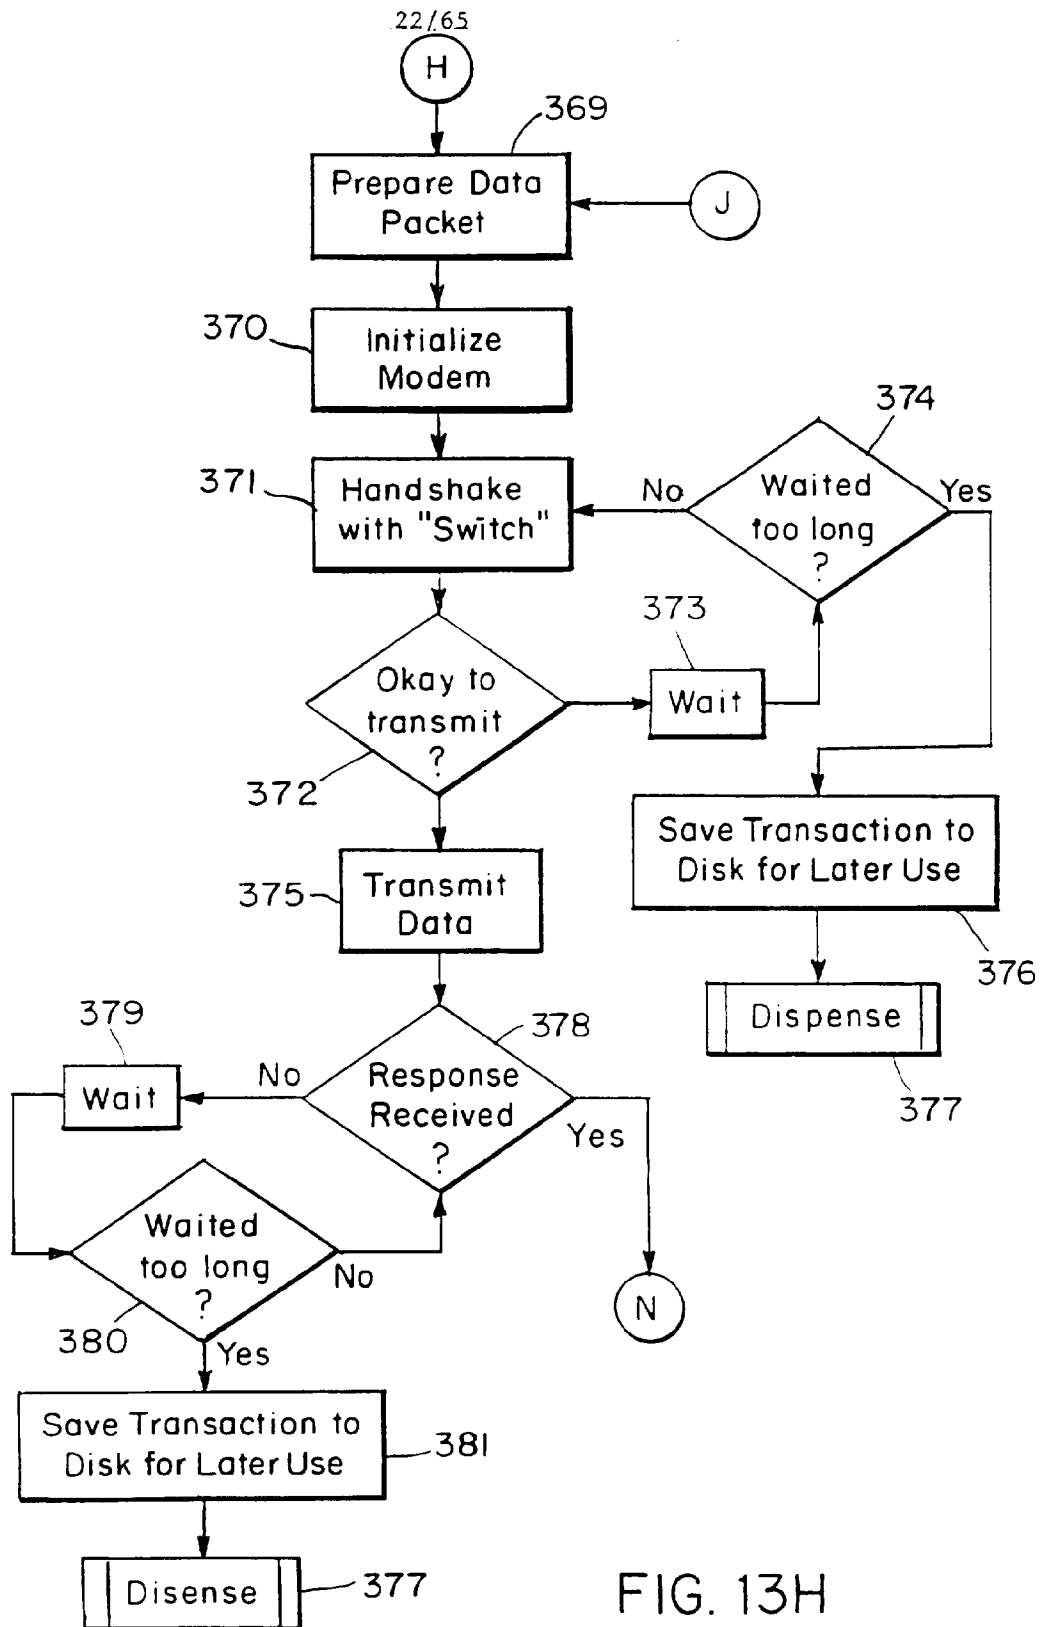 22/65
H
369
Prepare Data
Packet
J
370
Initialize
Modem
374
371
Handshake
with "Switch"
No
Waited
too long
?
Yes
373
Okay to
transmit
?
Wait
372
Save Transaction to
Disk for Later Use
375
Transmit
Data
376
379
378
Dispense
No
Response
Received
?
Wait
377
Yes
Waited
too long
?
No
N
380
Yes
Save Transaction to
Disk for Later Use
381
Disense
377
FIG. 13H